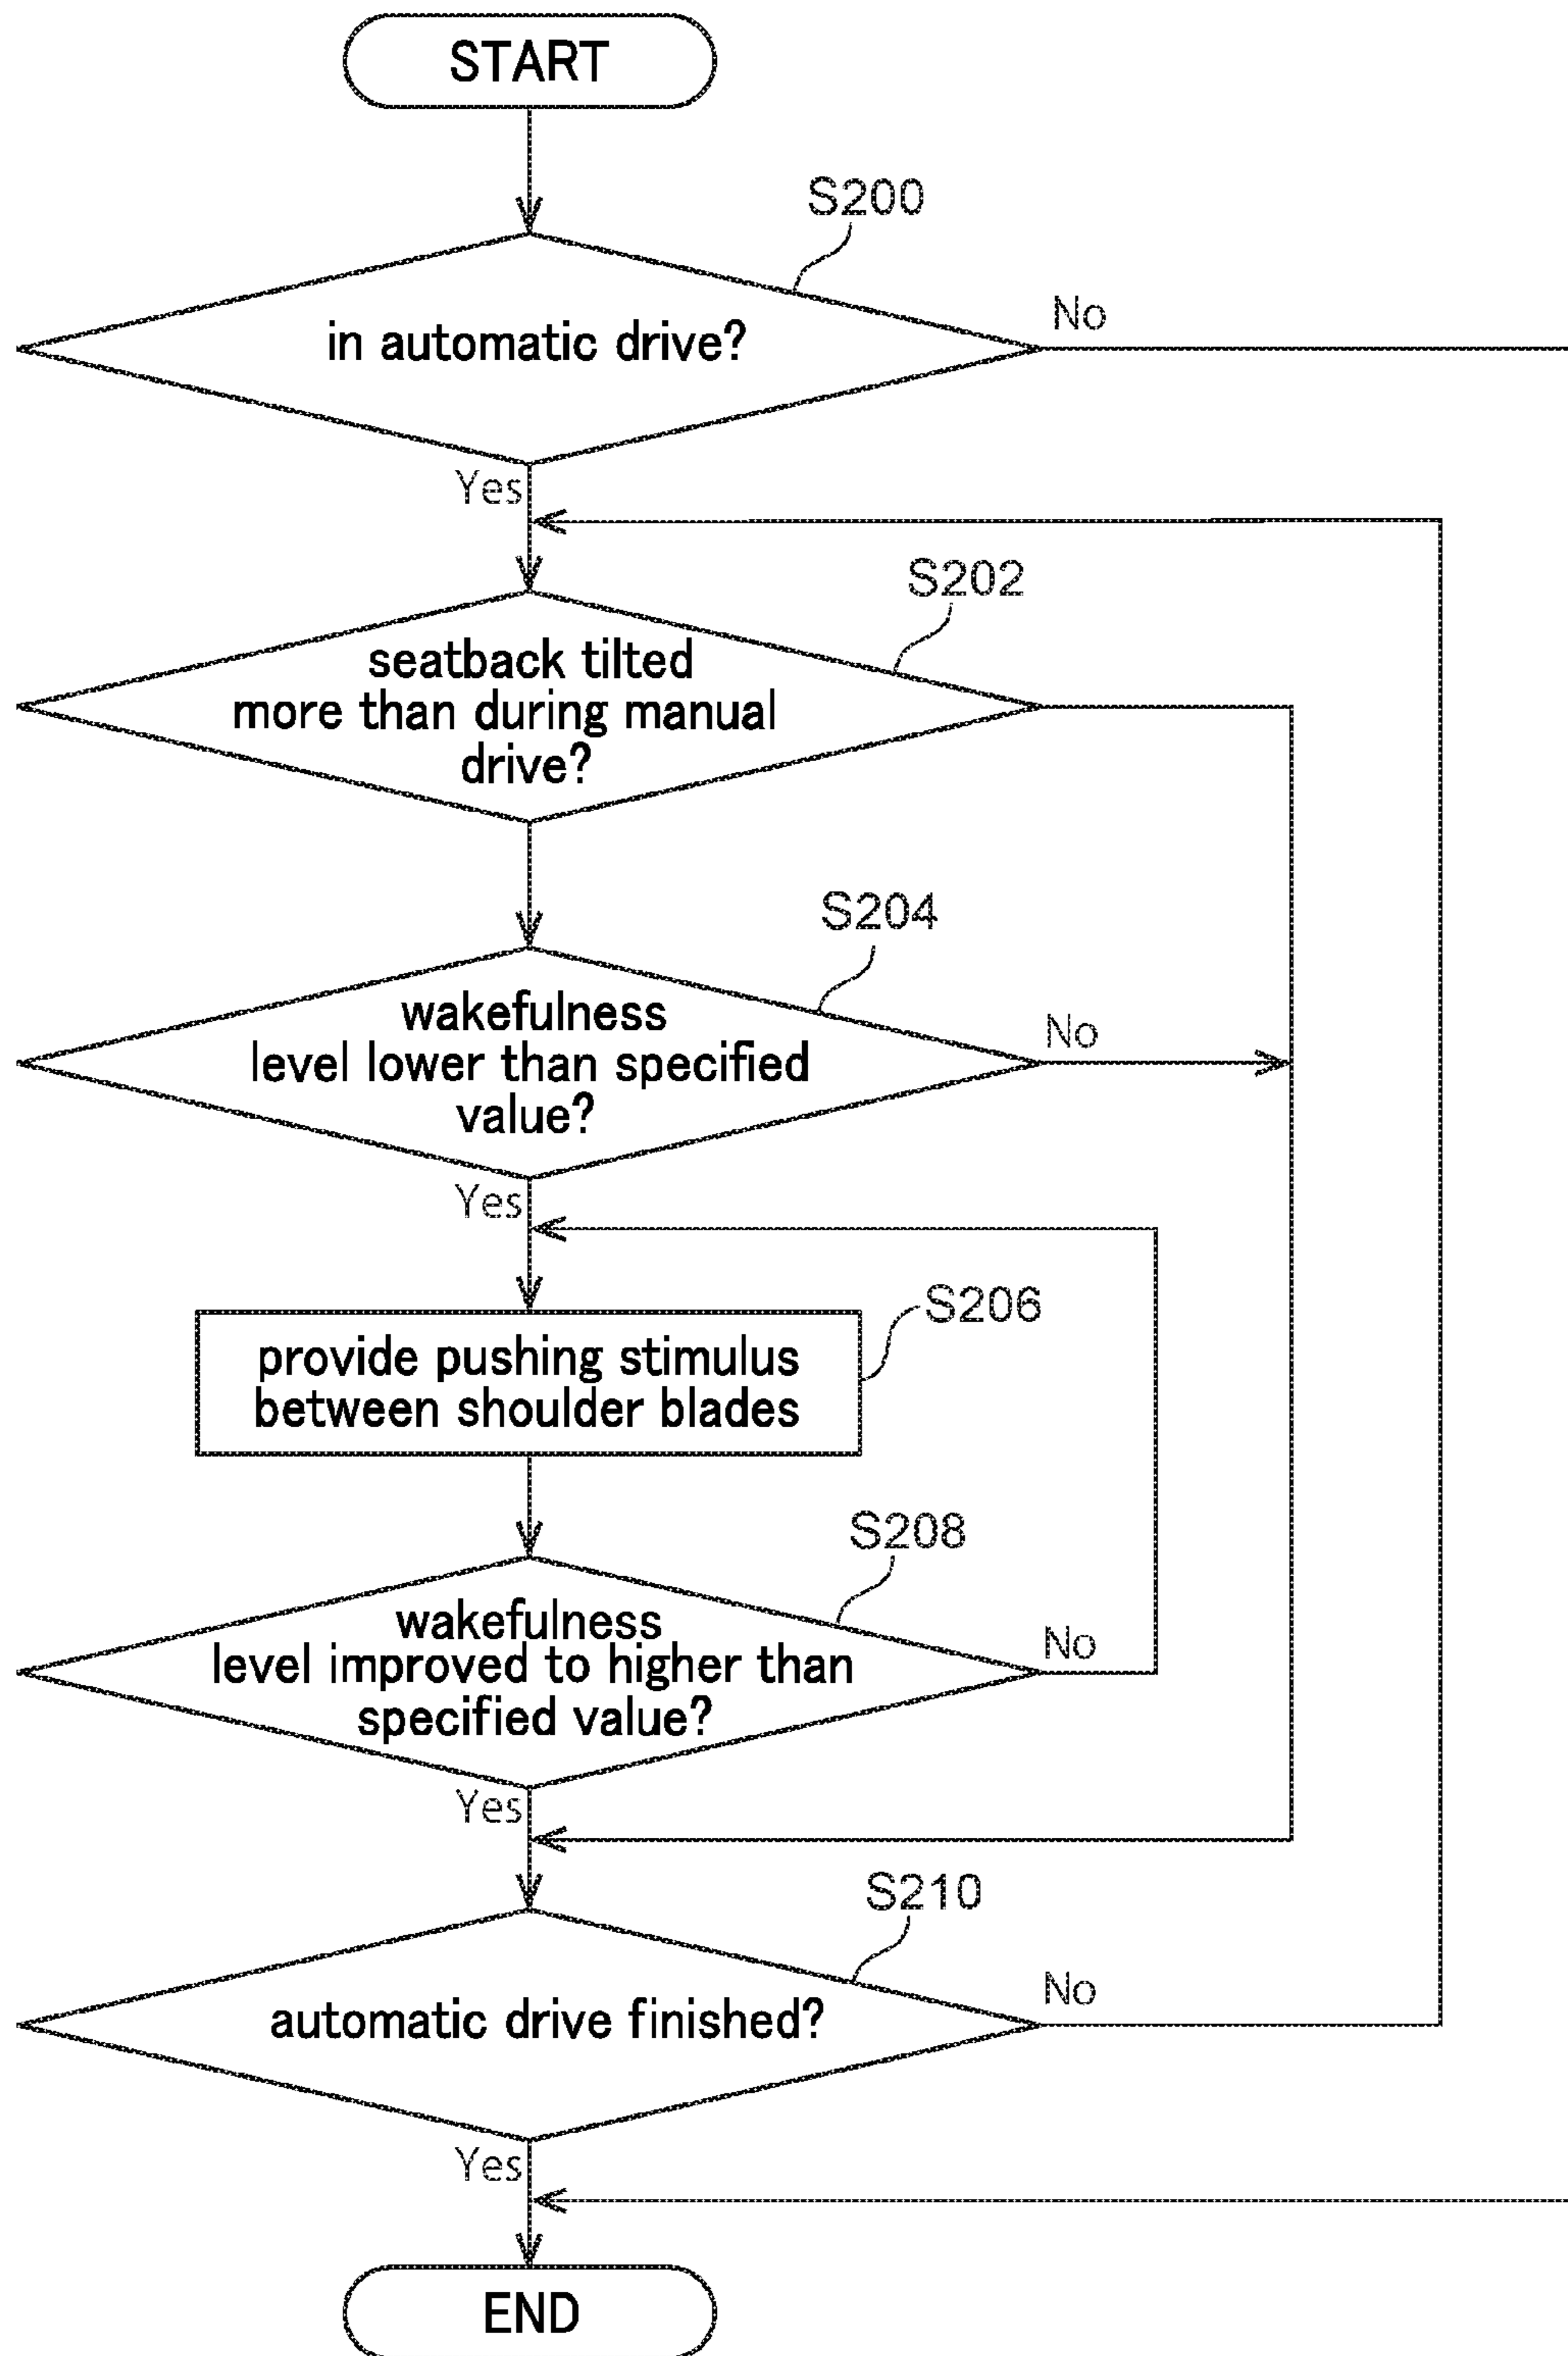 START
S200
in automatic drive?
No
Yes
S202
seatback tilted
more than during manual
drive?
S204
wakefulness
level lower than specified
value?
No
Yes
S206
provide pushing stimulus
between shoulder blades
S208
wakefulness
level improved to higher than
specified value?
No
Yes
S210
automatic drive finished?
No
Yes
END